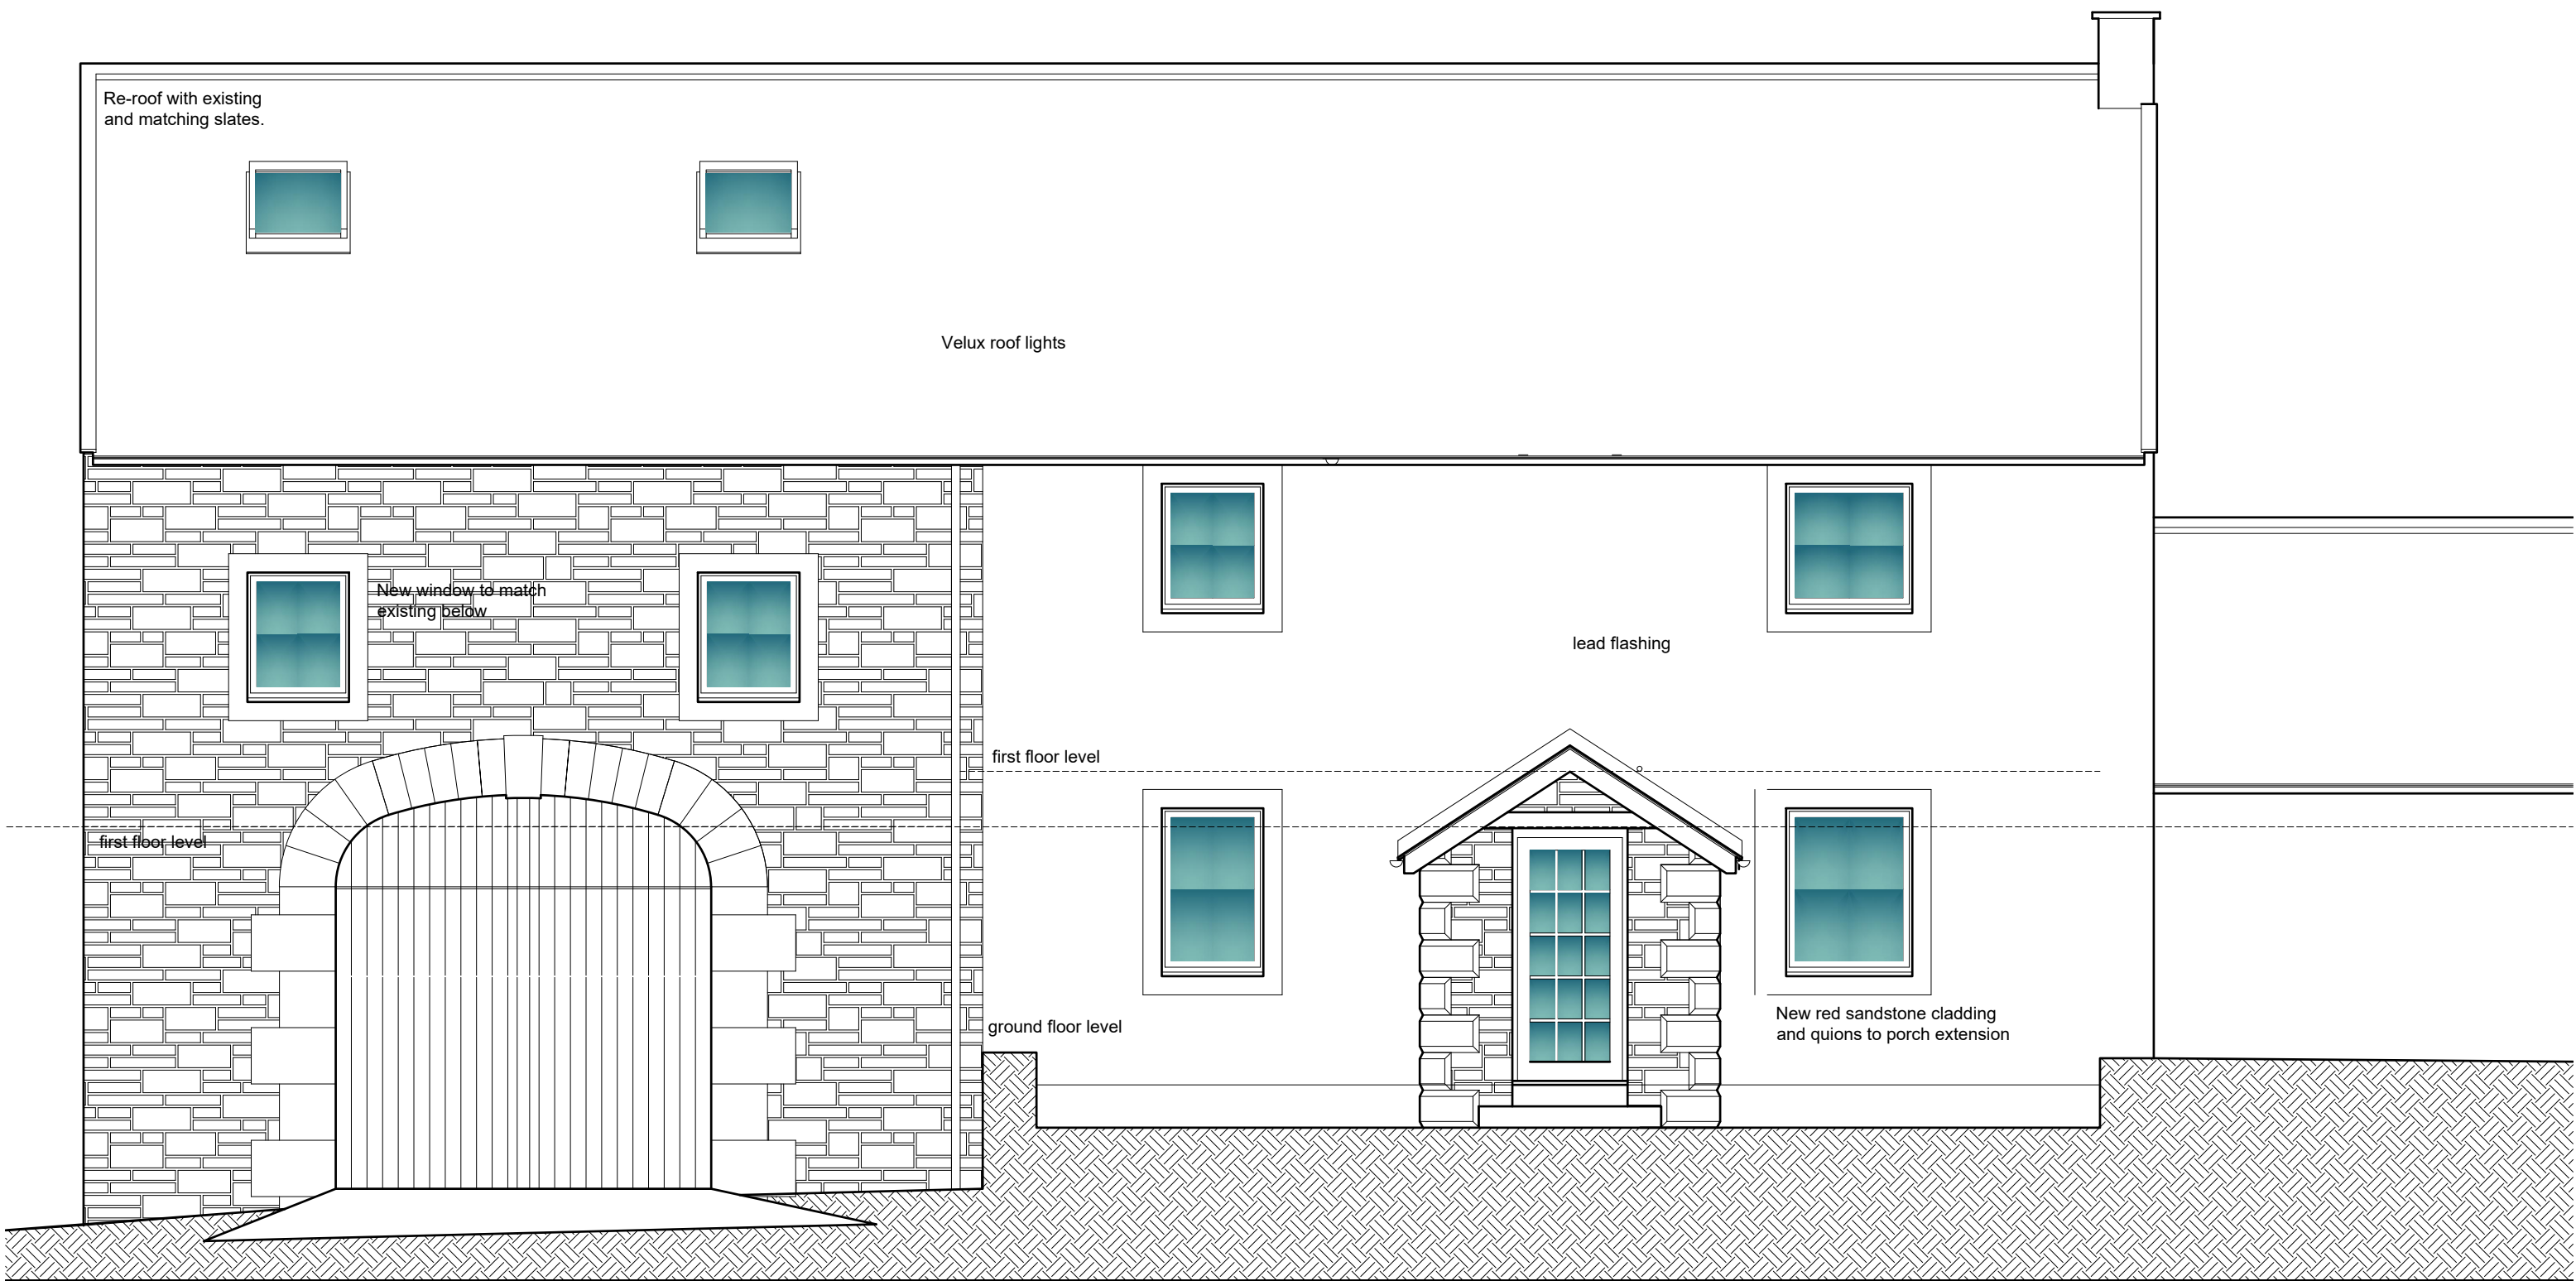 Re-roof with existing
and matching slates.
Velux roof lights
New window to match
existing below
lead flashing
first floor level
first floor level
New red sandstone cladding
and quions to porch extension
ground floor level